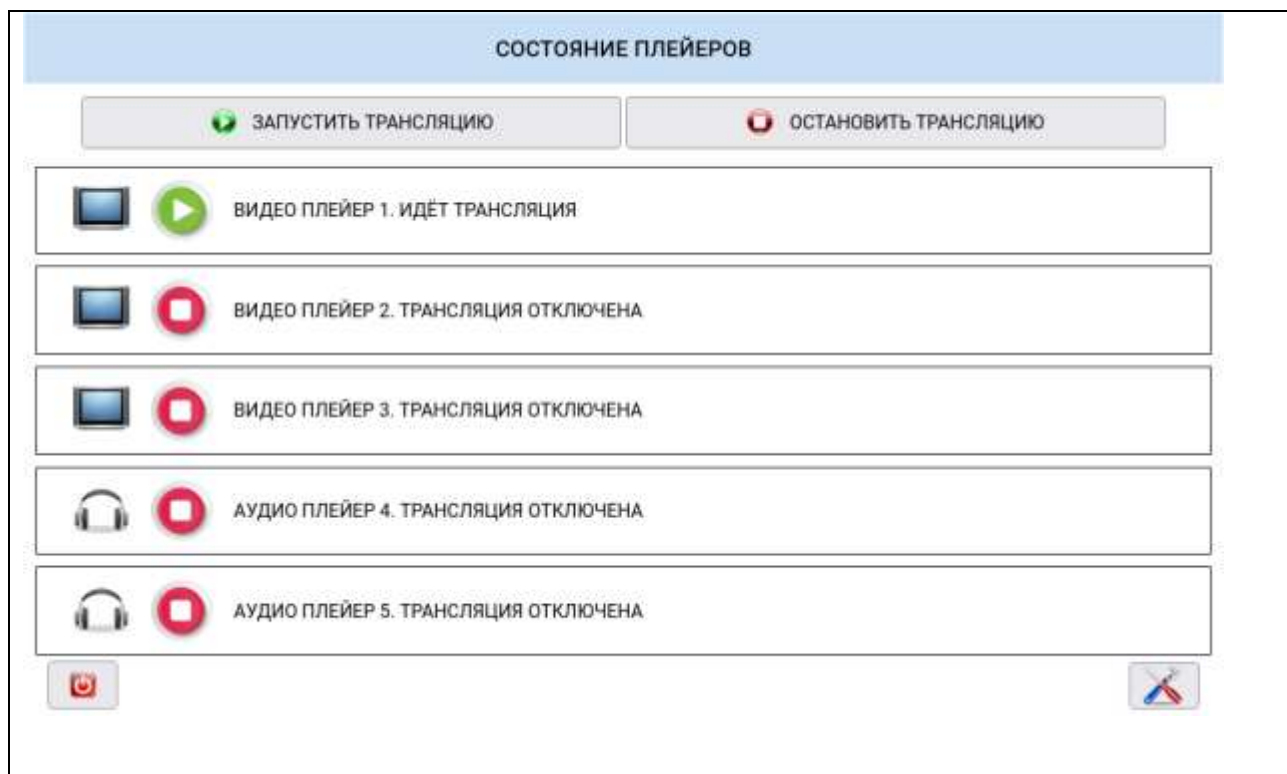 СОСТОЯНИЕ ПЛЕЙЕРОВ
ЗАПУСТИТЬ ТРАНСЛЯЦИЮ
ОСТАНОВИТЬ ТРАНСЛЯЦИЮ
ВИДЕО ПЛЕЙЕР 1. ИДЁТ ТРАНСЛЯЦИЯ
ВИДЕО ПЛЕЙЕР 2. ТРАНСЛЯЦИЯ ОТКЛЮЧЕНА
ВИДЕО ПЛЕЙЕР 3. ТРАНСЛЯЦИЯ ОТКЛЮЧЕНА
АУДИО ПЛЕЙЕР 4. ТРАНСЛЯЦИЯ ОТКЛЮЧЕНА
АУДИО ПЛЕЙЕР 5. ТРАНСЛЯЦИЯ ОТКЛЮЧЕНА